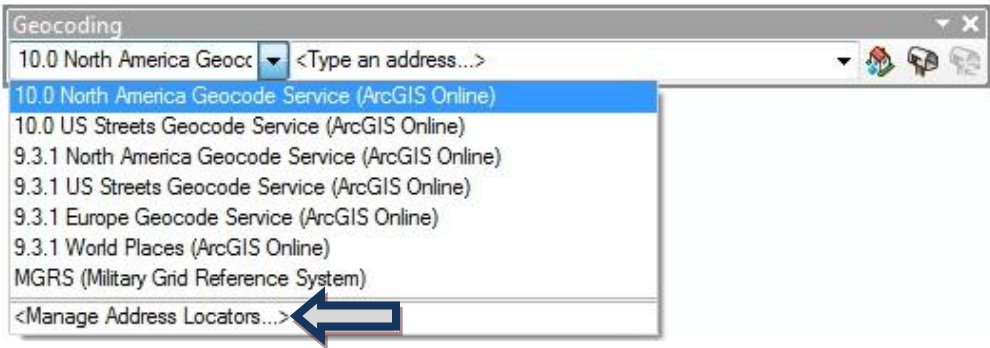 Geocoding
10.0 North America Geocc <Type an address...>
10.0 North America Geocode Service (ArcGIS Online)
10.0 US Streets Geocode Service (ArcGIS Online)
9.3.1 North America Geocode Service (ArcGIS Online)
9.3.1 US Streets Geocode Service (ArcGIS Online)
9.3.1 Europe Geocode Service (ArcGIS Online)
9.3.1 World Places (ArcGIS Online)
MGRS (Military Grid Reference System)
<Manage Address Locators...>